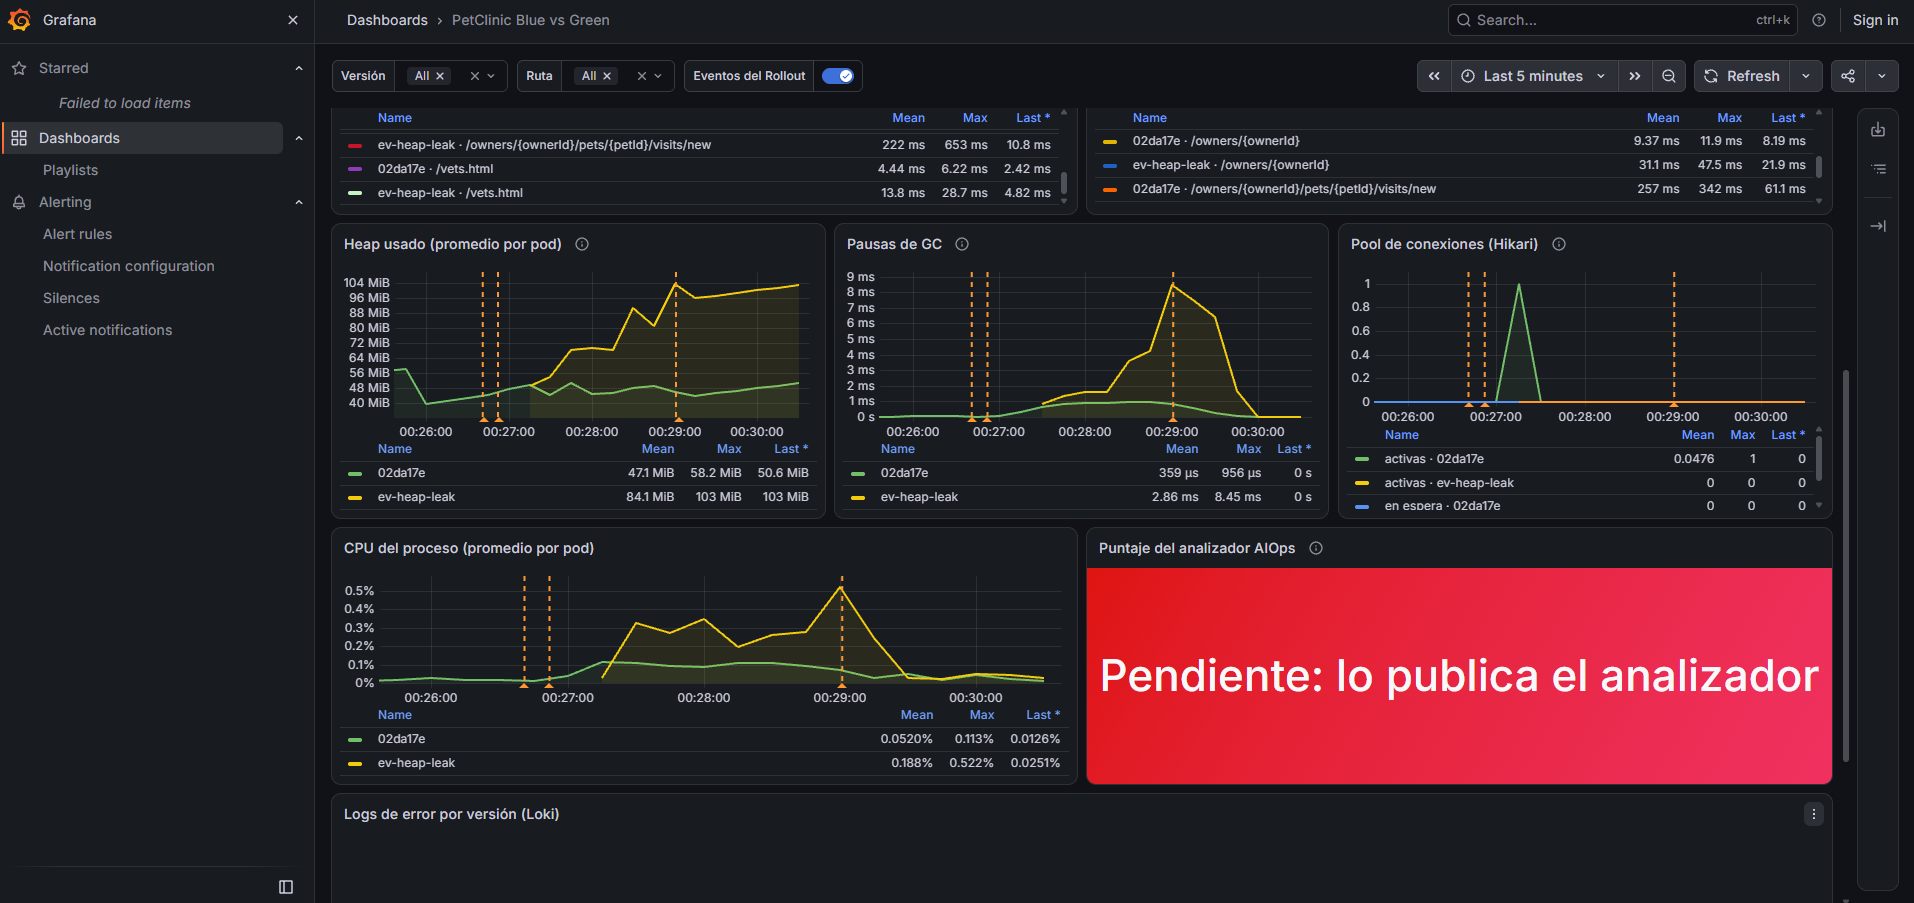 Grafana
Dashboards › PetClinic Blue vs Green
Search...
ctrl+k
Sign in
Starred
Failed to load items
Dashboards
Playlists
Alerting
Alert rules
Notification configuration
Silences
Active notifications
Versión All
Ruta All
Eventos del Rollout
Last 5 minutes
Refresh
Name Mean Max Last *
ev-heap-leak · /owners/{ownerId}/pets/{petId}/visits/new 222 ms 653 ms 10.8 ms
02da17e · /vets.html 4.44 ms 6.22 ms 2.42 ms
ev-heap-leak · /vets.html 13.8 ms 28.7 ms 4.82 ms
Name Mean Max Last *
02da17e · /owners/{ownerId} 9.37 ms 11.9 ms 8.19 ms
ev-heap-leak · /owners/{ownerId} 31.1 ms 47.5 ms 21.9 ms
02da17e · /owners/{ownerId}/pets/{petId}/visits/new 257 ms 342 ms 61.1 ms
Heap usado (promedio por pod)
104 MiB
96 MiB
88 MiB
80 MiB
72 MiB
64 MiB
56 MiB
48 MiB
40 MiB
00:26:00 00:27:00 00:28:00 00:29:00 00:30:00
Name Mean Max Last *
02da17e 47.1 MiB 58.2 MiB 50.6 MiB
ev-heap-leak 84.1 MiB 103 MiB 103 MiB
Pausas de GC
9 ms
8 ms
7 ms
6 ms
5 ms
4 ms
3 ms
2 ms
1 ms
0 s
00:26:00 00:27:00 00:28:00 00:29:00 00:30:00
Name Mean Max Last *
02da17e 359 µs 956 µs 0 s
ev-heap-leak 2.86 ms 8.45 ms 0 s
Pool de conexiones (Hikari)
1
0.8
0.6
0.4
0.2
0
00:26:00 00:27:00 00:28:00 00:29:00 00:30:00
Name Mean Max Last *
activas · 02da17e 0.0476 1 0
activas · ev-heap-leak 0 0 0
en espera · 02da17e 0 0 0
CPU del proceso (promedio por pod)
0.5%
0.4%
0.3%
0.2%
0.1%
0%
00:26:00 00:27:00 00:28:00 00:29:00 00:30:00
Name Mean Max Last *
02da17e 0.0520% 0.113% 0.0126%
ev-heap-leak 0.188% 0.522% 0.0251%
Puntaje del analizador AIOps
Pendiente: lo publica el analizador
Logs de error por versión (Loki)